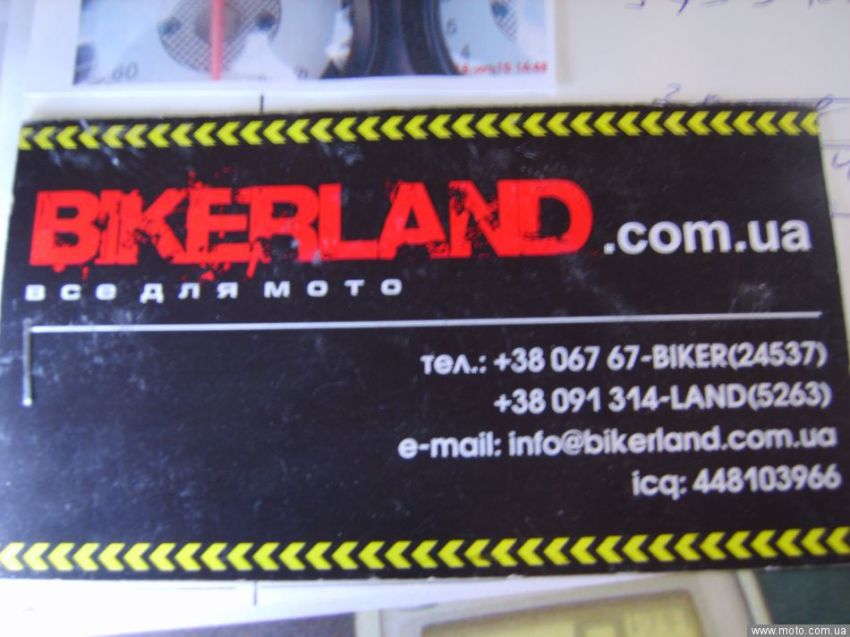 60
BIKERLAND.com.ua
все для мото
тел.: +38 067 67-BIKER(24537)
+38 091 314-LAND(5263)
e-mail: info@bikerland.com.ua
icq: 448103966
www.moto.com.ua